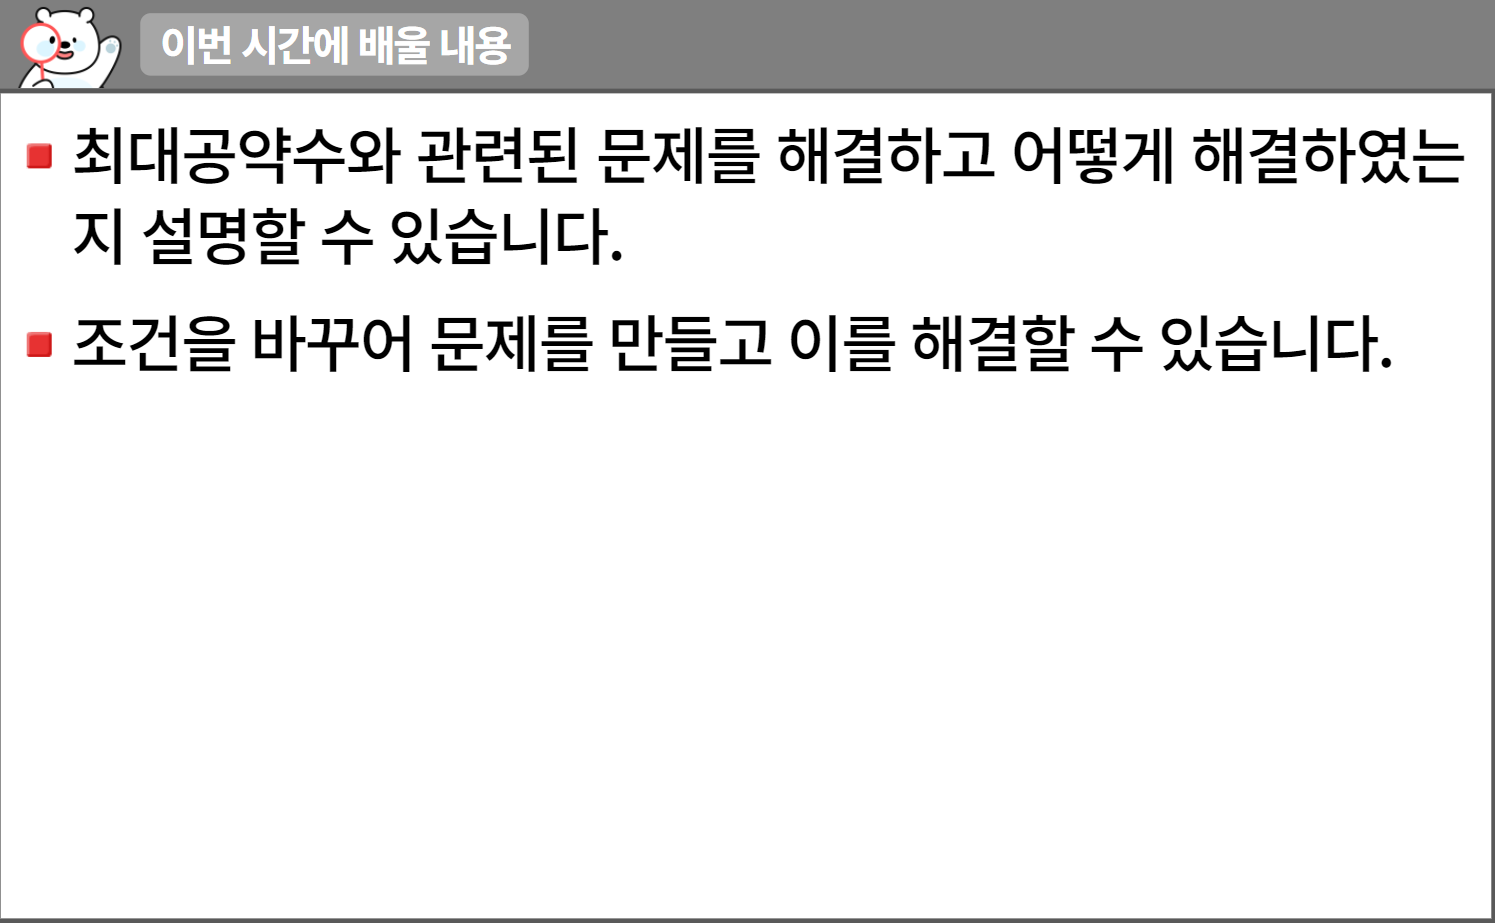 이번 시간에 배울 내용
최대공약수와 관련된 문제를 해결하고 어떻게 해결하였는
지 설명할 수 있습니다.
조건을 바꾸어 문제를 만들고 이를 해결할 수 있습니다.